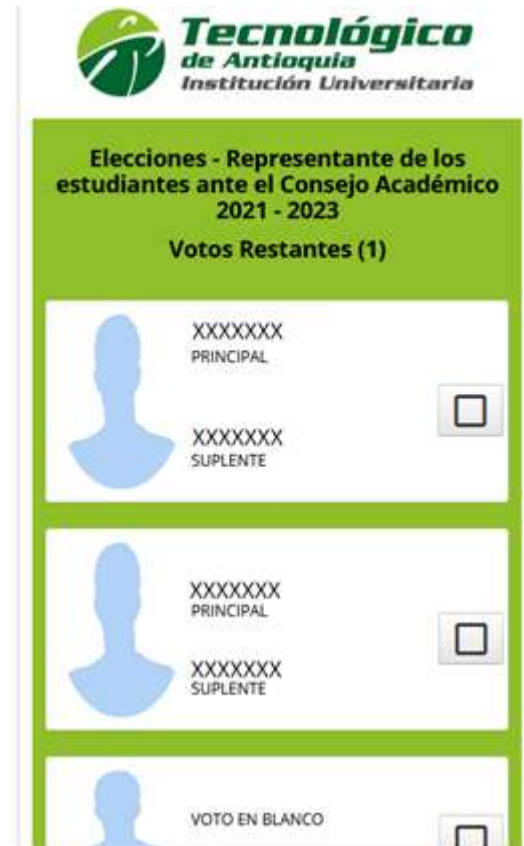 Tecnológico
de Antioquia
Institución Universitaria
Elecciones - Representante de los
estudiantes ante el Consejo Académico
2021 - 2023
Votos Restantes (1)
XXXXXXX
PRINCIPAL
XXXXXXX
SUPLENTE
XXXXXXX
PRINCIPAL
XXXXXXX
SUPLENTE
VOTO EN BLANCO